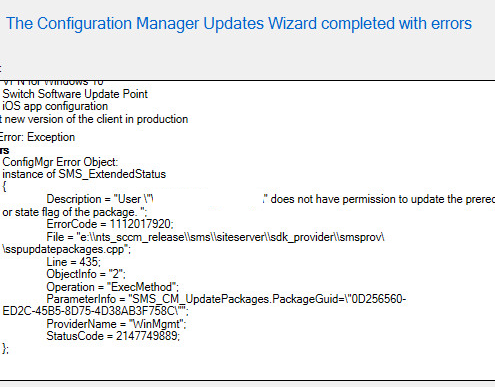 The Configuration Manager Updates Wizard completed with errors
:
VPN for Windows 10
Switch Software Update Point
iOS app configuration
t new version of the client in production
Error: Exception
rs
ConfigMgr Error Object:
instance of SMS_ExtendedStatus
{
Description = "User \"\ ." does not have permission to update the prerec
or state flag of the package. ";
ErrorCode = 1112017920;
File = "e:\\nts_sccm_release\\sms\\siteserver\\sdk_provider\\smsprov\
\sspupdatepackages.cpp";
Line = 435;
ObjectInfo = "2";
Operation = "ExecMethod";
ParameterInfo = "SMS_CM_UpdatePackages.PackageGuid=\"0D256560-
ED2C-45B5-8D75-4D38AB3F758C\"";
ProviderName = "WinMgmt";
StatusCode = 2147749889;
};